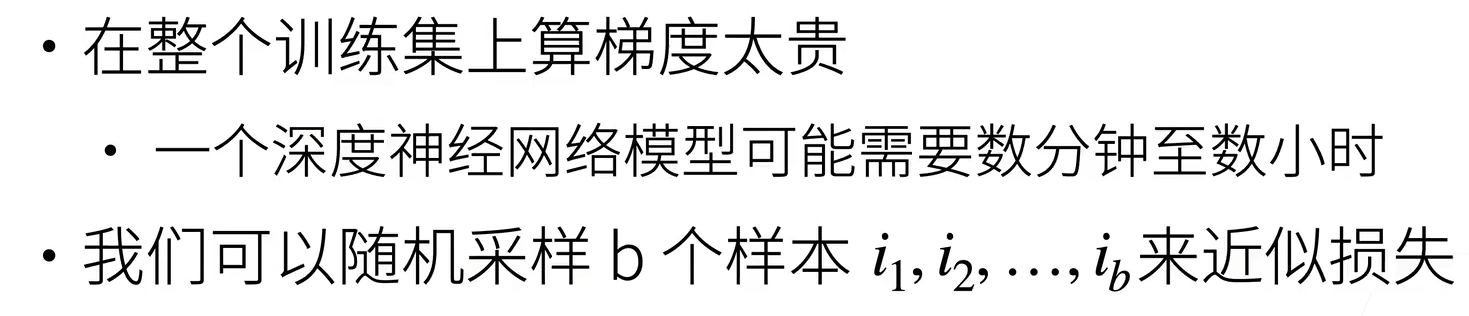 • 在整个训练集上算梯度太贵
• 一个深度神经网络模型可能需要数分钟至数小时
• 我们可以随机采样 b 个样本 i₁, i₂, …, i_b 来近似损失